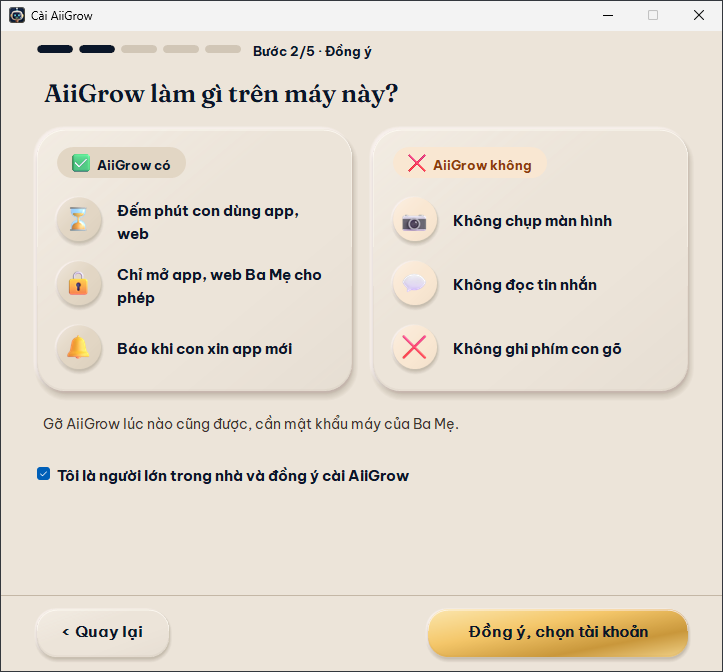 Cài AiiGrow
Bước 2/5 · Đồng ý
AiiGrow làm gì trên máy này?
AiiGrow có
Đếm phút con dùng app,
web
Chỉ mở app, web Ba Mẹ cho
phép
Báo khi con xin app mới
AiiGrow không
Không chụp màn hình
Không đọc tin nhắn
Không ghi phím con gõ
Gỡ AiiGrow lúc nào cũng được, cần mật khẩu máy của Ba Mẹ.
Tôi là người lớn trong nhà và đồng ý cài AiiGrow
< Quay lại
Đồng ý, chọn tài khoản